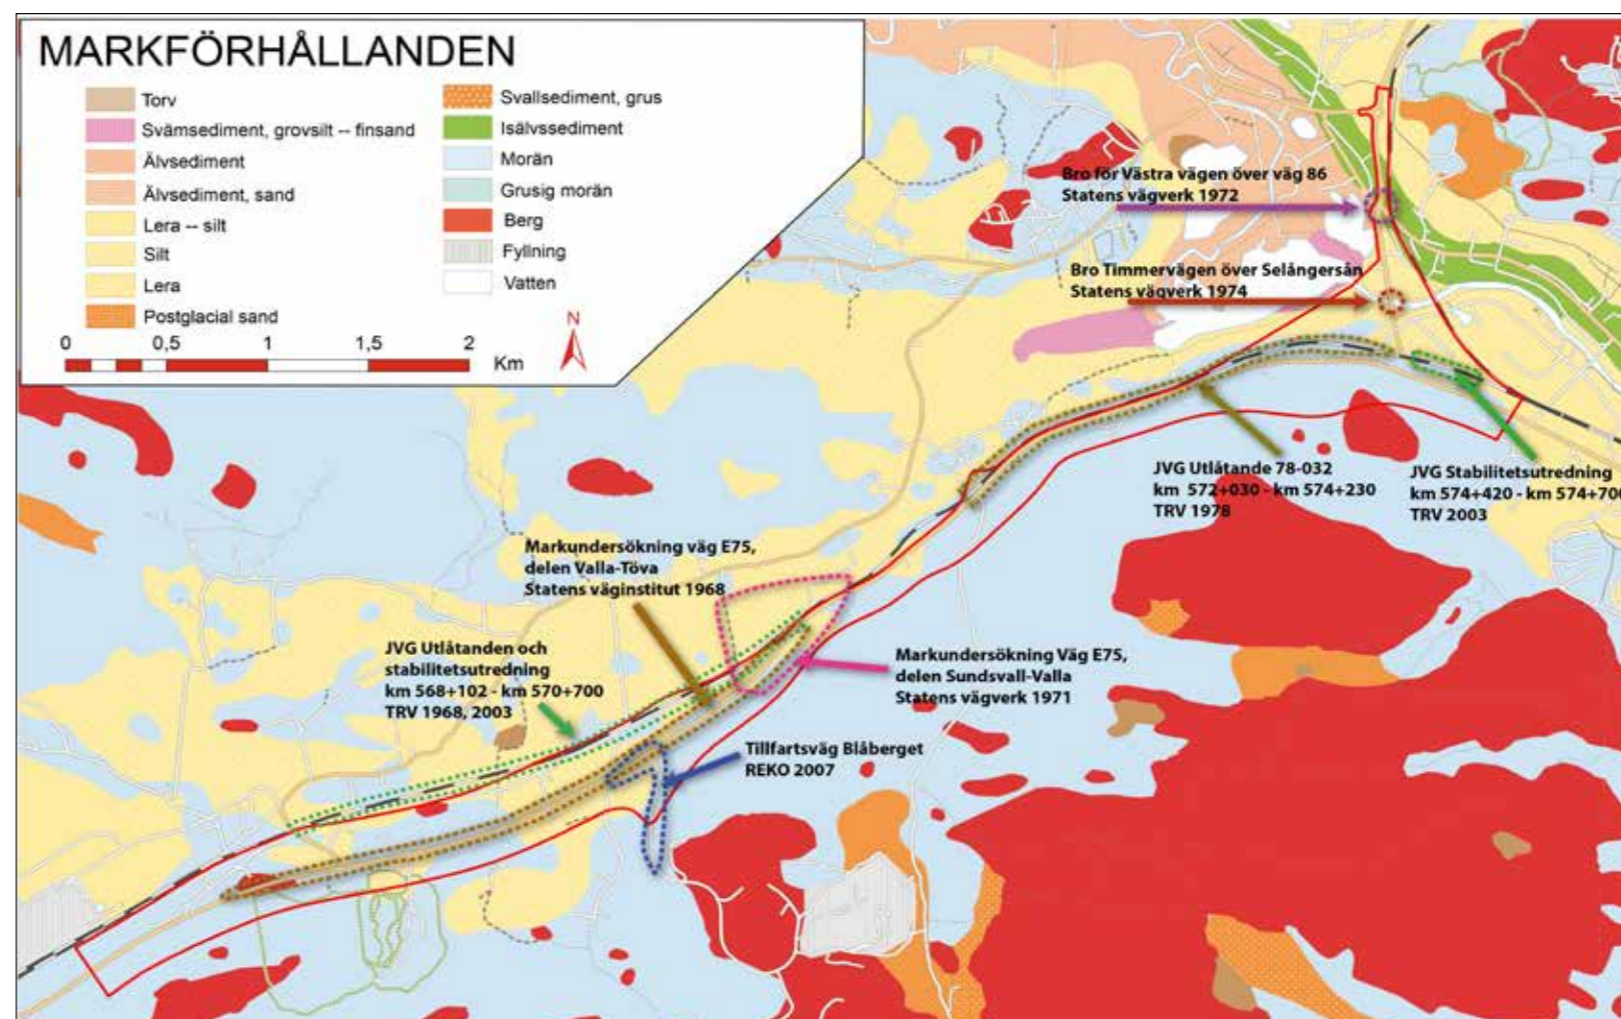 MARKFÖRHÅLLANDEN
Torv
Svämsediment, grovsilt -- finsand
Älvsediment
Älvsediment, sand
Lera -- silt
Silt
Lera
Postglacial sand
Svallsediment, grus
Isälvssediment
Morän
Grusig morän
Berg
Fyllning
Vatten
0 0,5 1 1,5 2
Km
N
Bro för Västra vägen över väg 86
Statens vägverk 1972
Bro Timmervägen över Selångersån
Statens vägverk 1974
JVG Utlåtande 78-032
km 572+030 - km 574+230
TRV 1978
JVG Stabilitetsutredning
km 574+420 - km 574+700
TRV 2003
Markundersökning väg E75,
delen Valla-Töva
Statens väginstitut 1968
JVG Utlåtanden och
stabilitetsutredning
km 568+102 - km 570+700
TRV 1968, 2003
Markundersökning Väg E75,
delen Sundsvall-Valla
Statens vägverk 1971
Tillfartsväg Blåberget
REKO 2007